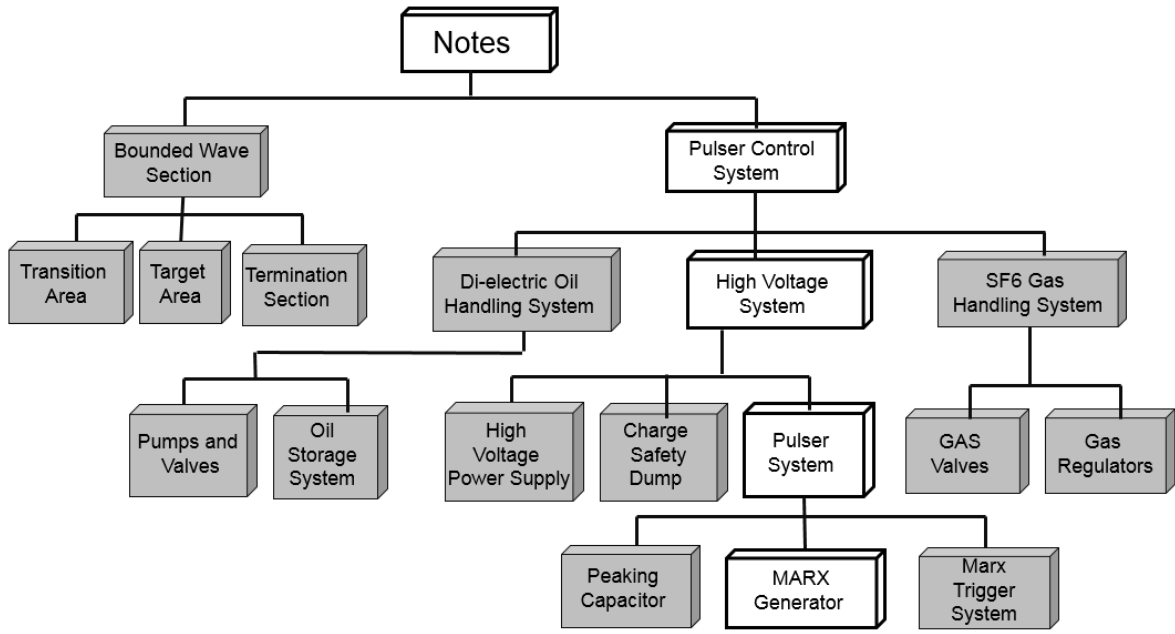 Notes
Bounded Wave
Section
Pulser Control
System
Transition
Area
Target
Area
Termination
Section
Di-electric Oil
Handling System
High Voltage
System
SF6 Gas
Handling System
Pumps and
Valves
Oil
Storage
System
High
Voltage
Power Supply
Charge
Safety
Dump
Pulser
System
GAS
Valves
Gas
Regulators
Peaking
Capacitor
MARX
Generator
Marx
Trigger
System